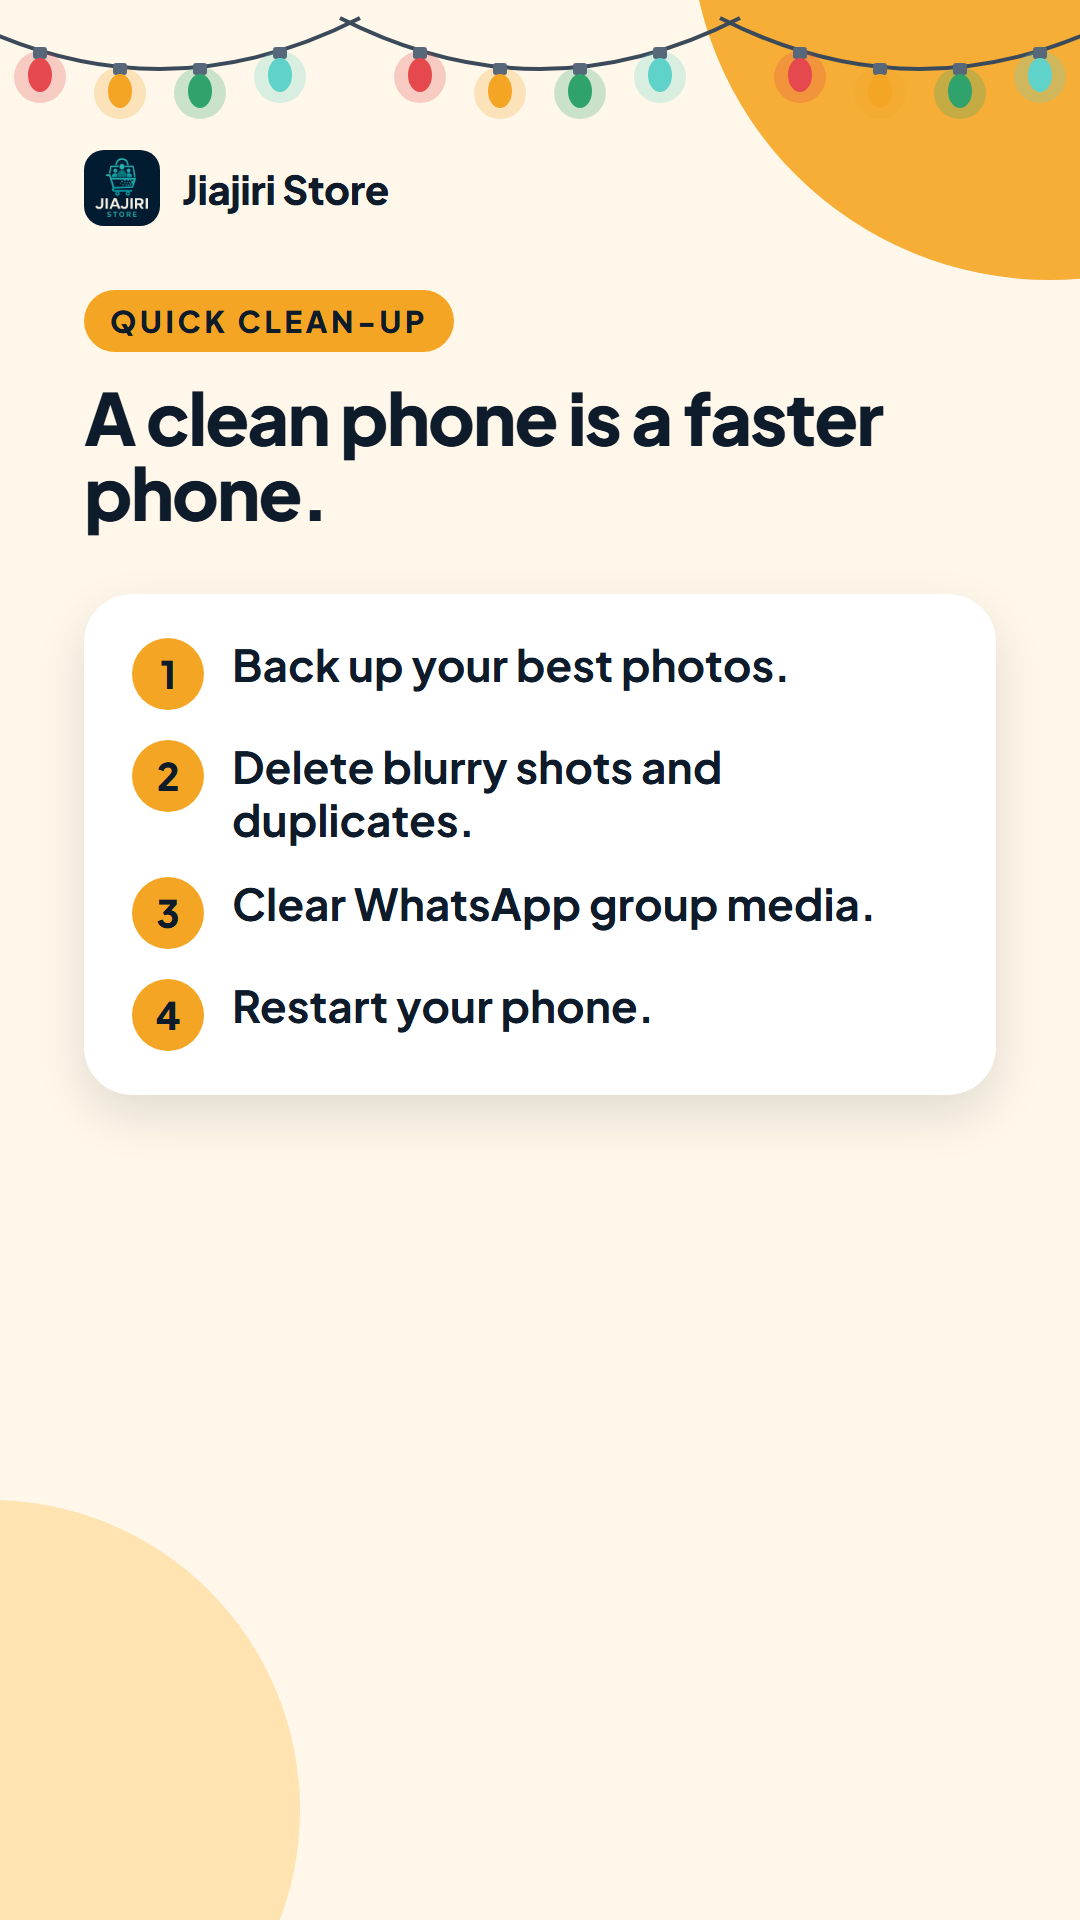 JIAJIRI
STORE
Jiajiri Store
QUICK CLEAN-UP
A clean phone is a faster
phone.
1 Back up your best photos.
2 Delete blurry shots and
duplicates.
3 Clear WhatsApp group media.
4 Restart your phone.